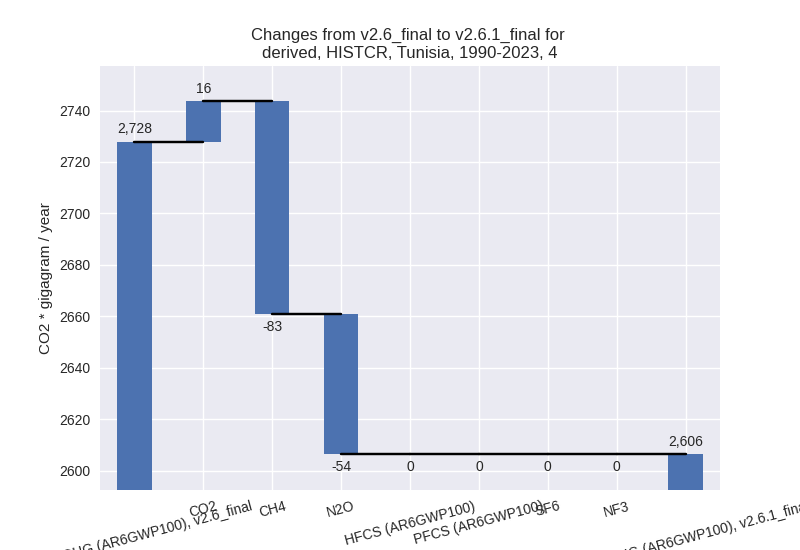 Changes from v2.6_final to v2.6.1_final for
derived, HISTCR, Tunisia, 1990-2023, 4
CO2 * gigagram / year
2740
2720
2700
2680
2660
2640
2620
2600
2,728
16
-83
-54
0
0
0
0
2,606
(AR6GWP100), v2.6_final
CO2
CH4
N2O
HFCS (AR6GWP100)
PFCS (AR6GWP100)
SF6
NF3
(AR6GWP100), v2.6.1_fina